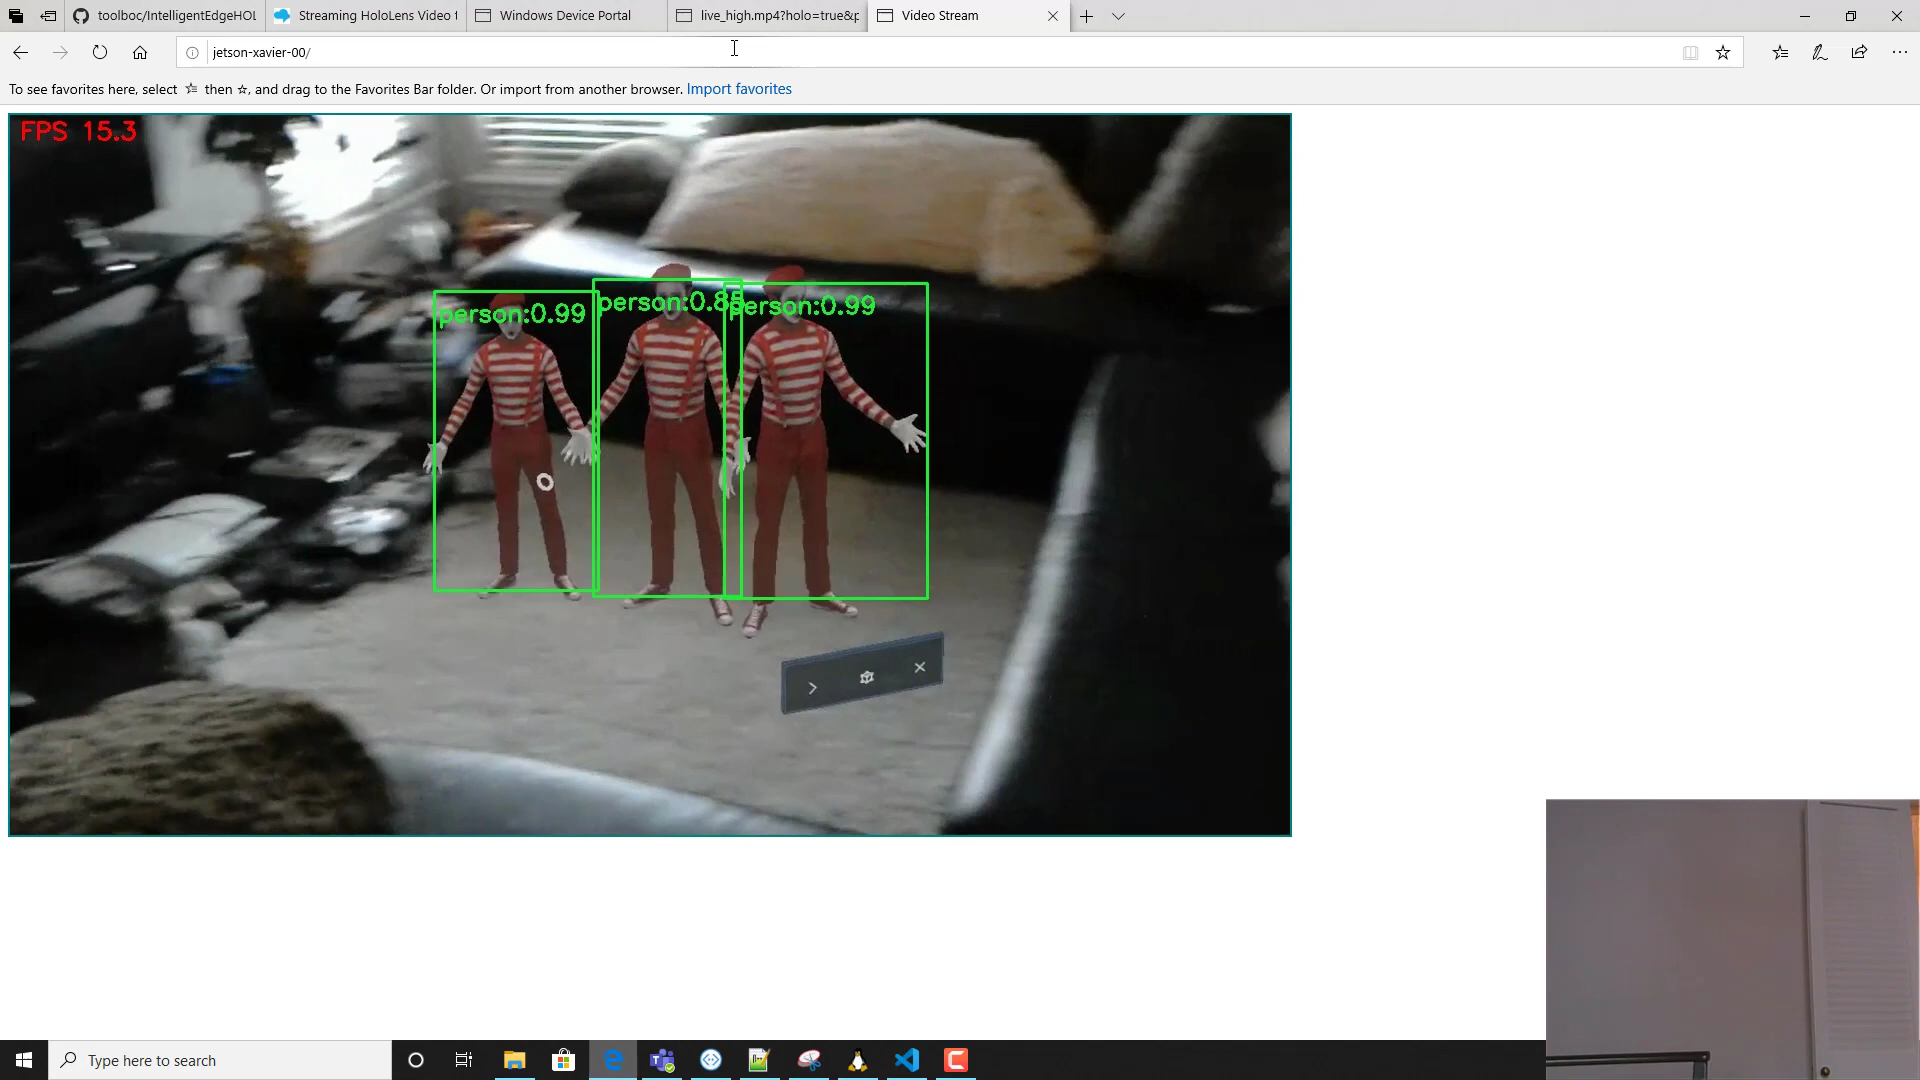 toolboc/IntelligentEdgeHOL
Streaming HoloLens Video t
Windows Device Portal
live_high.mp4?holo=true&p
Video Stream
jetson-xavier-00/
To see favorites here, select then , and drag to the Favorites Bar folder. Or import from another browser. Import favorites
FPS 15.3
person:0.99
person:0.85
person:0.99
Type here to search